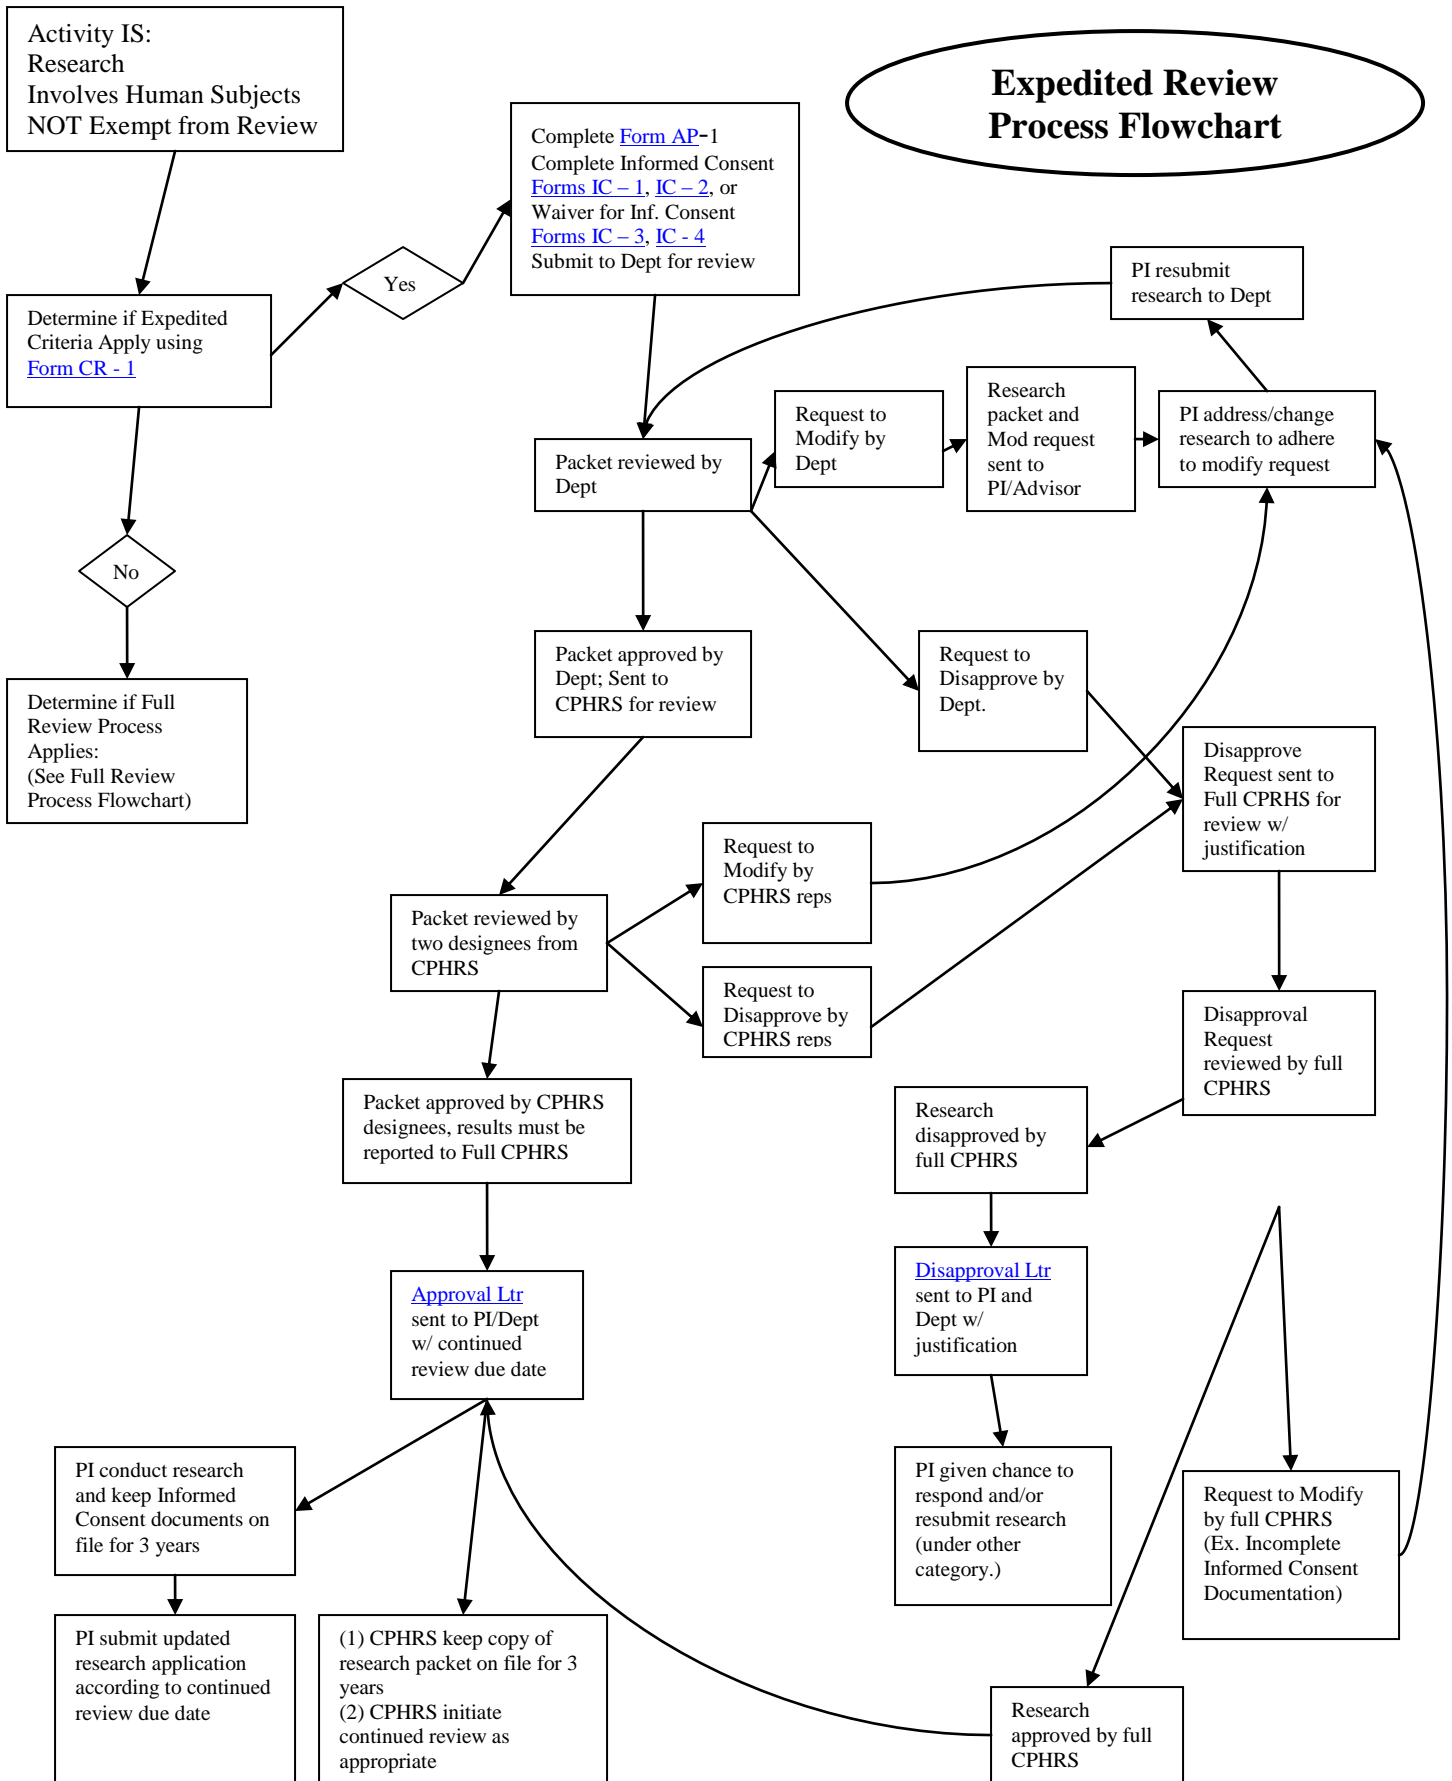 Activity IS:
Research
Involves Human Subjects
NOT Exempt from Review
Expedited Review
Process Flowchart
Complete Form AP-1
Complete Informed Consent
Forms IC – 1, IC – 2, or
Waiver for Inf. Consent
Forms IC – 3, IC - 4
Submit to Dept for review
Yes
Determine if Expedited
Criteria Apply using
Form CR - 1
PI resubmit
research to Dept
Request to
Modify by
Dept
Research
packet and
Mod request
sent to
PI/Advisor
PI address/change
research to adhere
to modify request
Packet reviewed by
Dept
No
Packet approved by
Dept; Sent to
CPHRS for review
Request to
Disapprove by
Dept.
Determine if Full
Review Process
Applies:
(See Full Review
Process Flowchart)
Disapprove
Request sent to
Full CPRHS for
review w/
justification
Request to
Modify by
CPHRS reps
Packet reviewed by
two designees from
CPHRS
Request to
Disapprove by
CPHRS reps
Disapproval
Request
reviewed by full
CPHRS
Packet approved by CPHRS
designees, results must be
reported to Full CPHRS
Research
disapproved by
full CPHRS
Approval Ltr
sent to PI/Dept
w/ continued
review due date
Disapproval Ltr
sent to PI and
Dept w/
justification
PI conduct research
and keep Informed
Consent documents on
file for 3 years
PI given chance to
respond and/or
resubmit research
(under other
category.)
Request to Modify
by full CPHRS
(Ex. Incomplete
Informed Consent
Documentation)
PI submit updated
research application
according to continued
review due date
(1) CPHRS keep copy of
research packet on file for 3
years
(2) CPHRS initiate
continued review as
appropriate
Research
approved by full
CPHRS